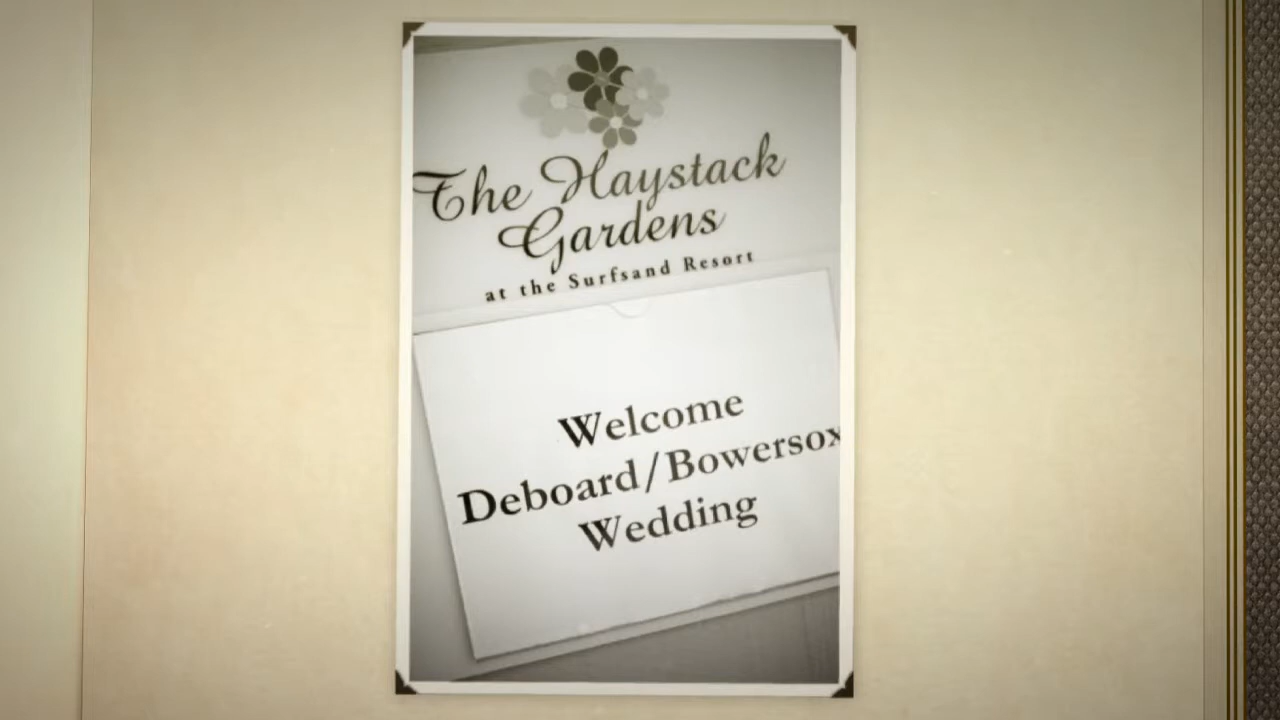 The Haystack
Gardens
at the Surfsand Resort
Welcome
Deboard/Bowersox
Wedding